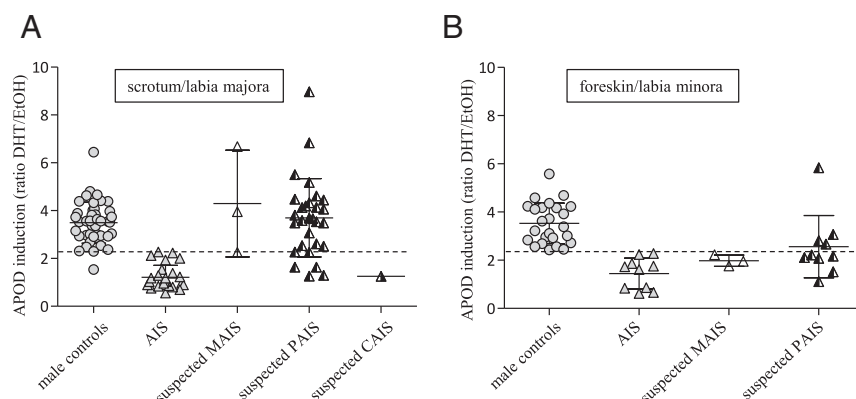 A
APOD induction (ratio DHT/EtOH)
scrotum/labia majora
10
8
6
4
2
0
male controls
AIS
suspected MAIS
suspected PAIS
suspected CAIS
B
APOD induction (ratio DHT/EtOH)
foreskin/labia minora
10
8
6
4
2
0
male controls
AIS
suspected MAIS
suspected PAIS